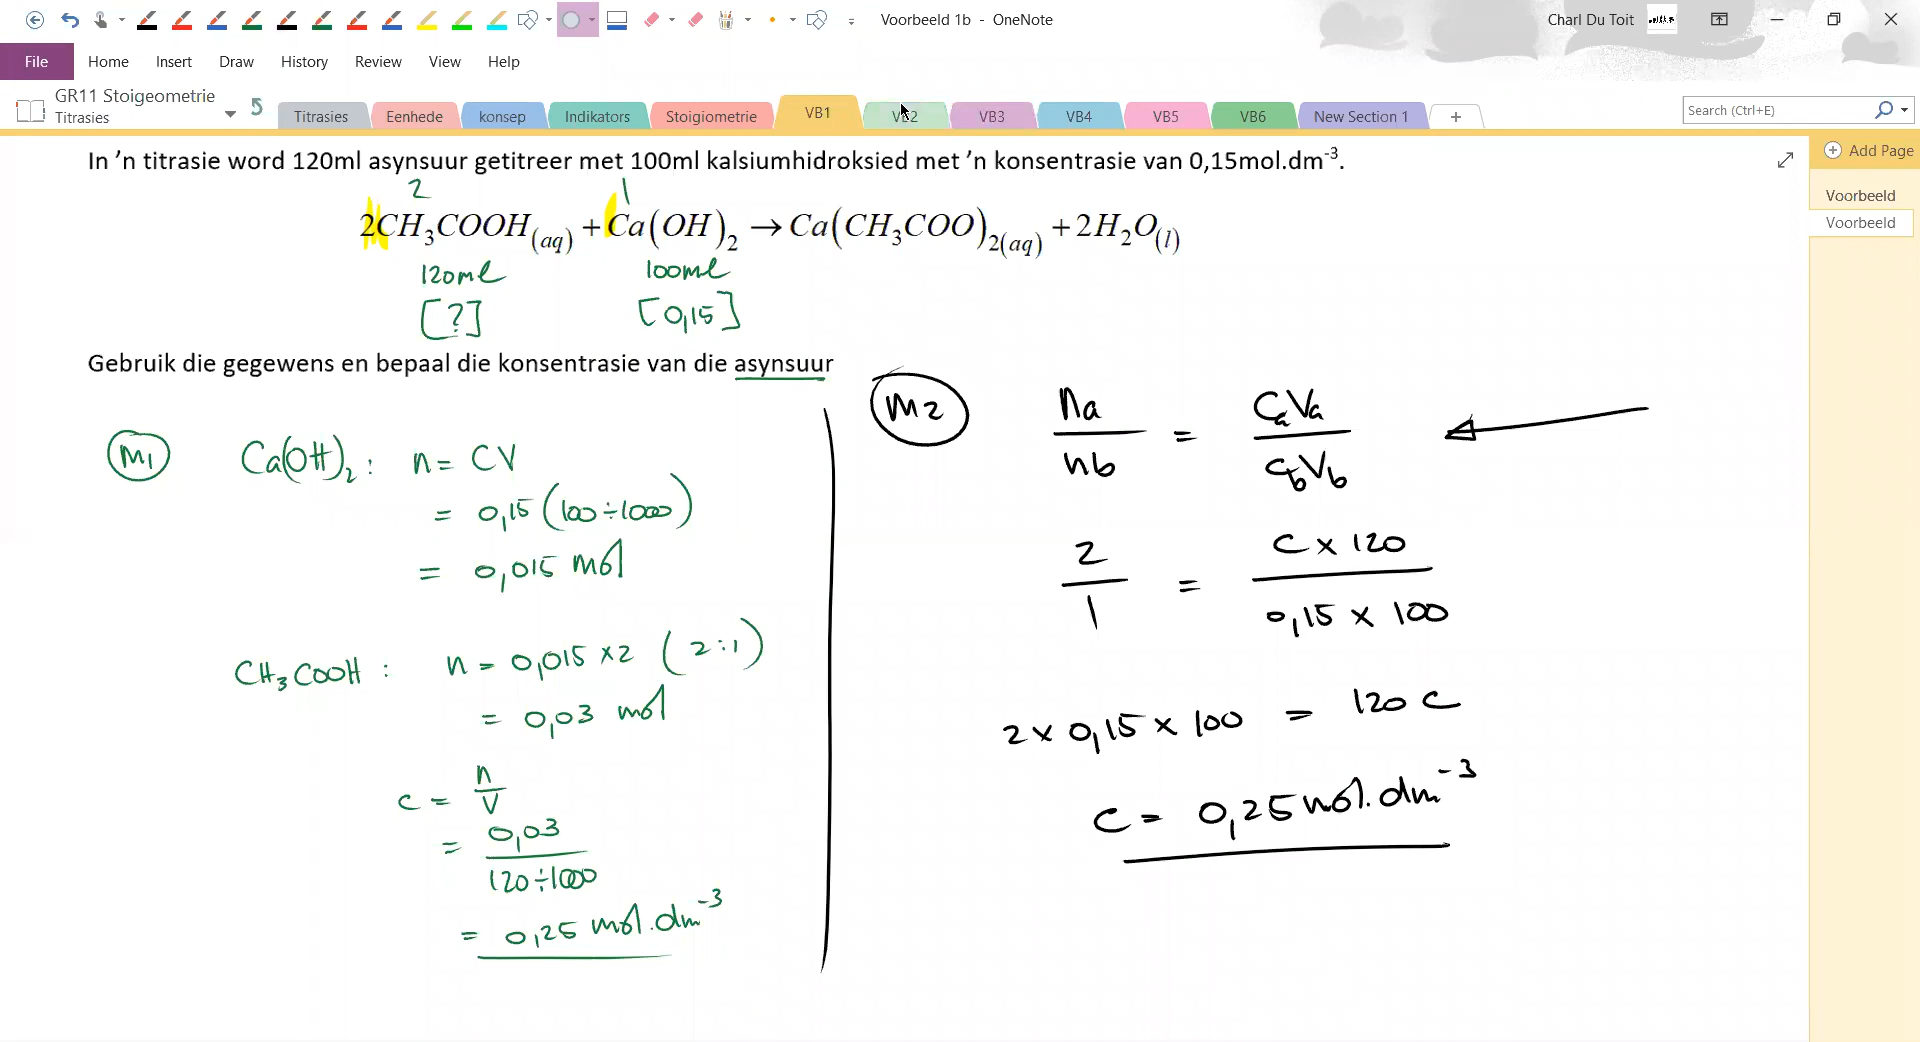 Voorbeeld 1b - OneNote
Charl Du Toit
File Home Insert Draw History Review View Help
GR11 Stoigeometrie
Titrasies
Titrasies Eenhede konsep Indikators Stoigiometrie VB1 VB2 VB3 VB4 VB5 VB6 New Section 1 +
Search (Ctrl+E)
Add Page
Voorbeeld
Voorbeeld
In 'n titrasie word 120ml asynsuur getitreer met 100ml kalsiumhidroksied met 'n konsentrasie van 0,15mol.dm⁻³.
2 1
2CH₃COOH(aq) + Ca(OH)₂ → Ca(CH₃COO)₂(aq) + 2H₂O(l)
120ml 100ml
[?] [0,15]
Gebruik die gegewens en bepaal die konsentrasie van die asynsuur
M1
Ca(OH)₂: n = CV
= 0,15 (100÷1000)
= 0,015 mol
CH₃COOH: n = 0,015 ×2 (2:1)
= 0,03 mol
c = n/V
= 0,03/120÷1000
= 0,25 mol.dm⁻³
M2
na/nb = CaVa/CbVb
2/1 = C × 120/0,15 × 100
2 × 0,15 × 100 = 120 C
C = 0,25 mol.dm⁻³